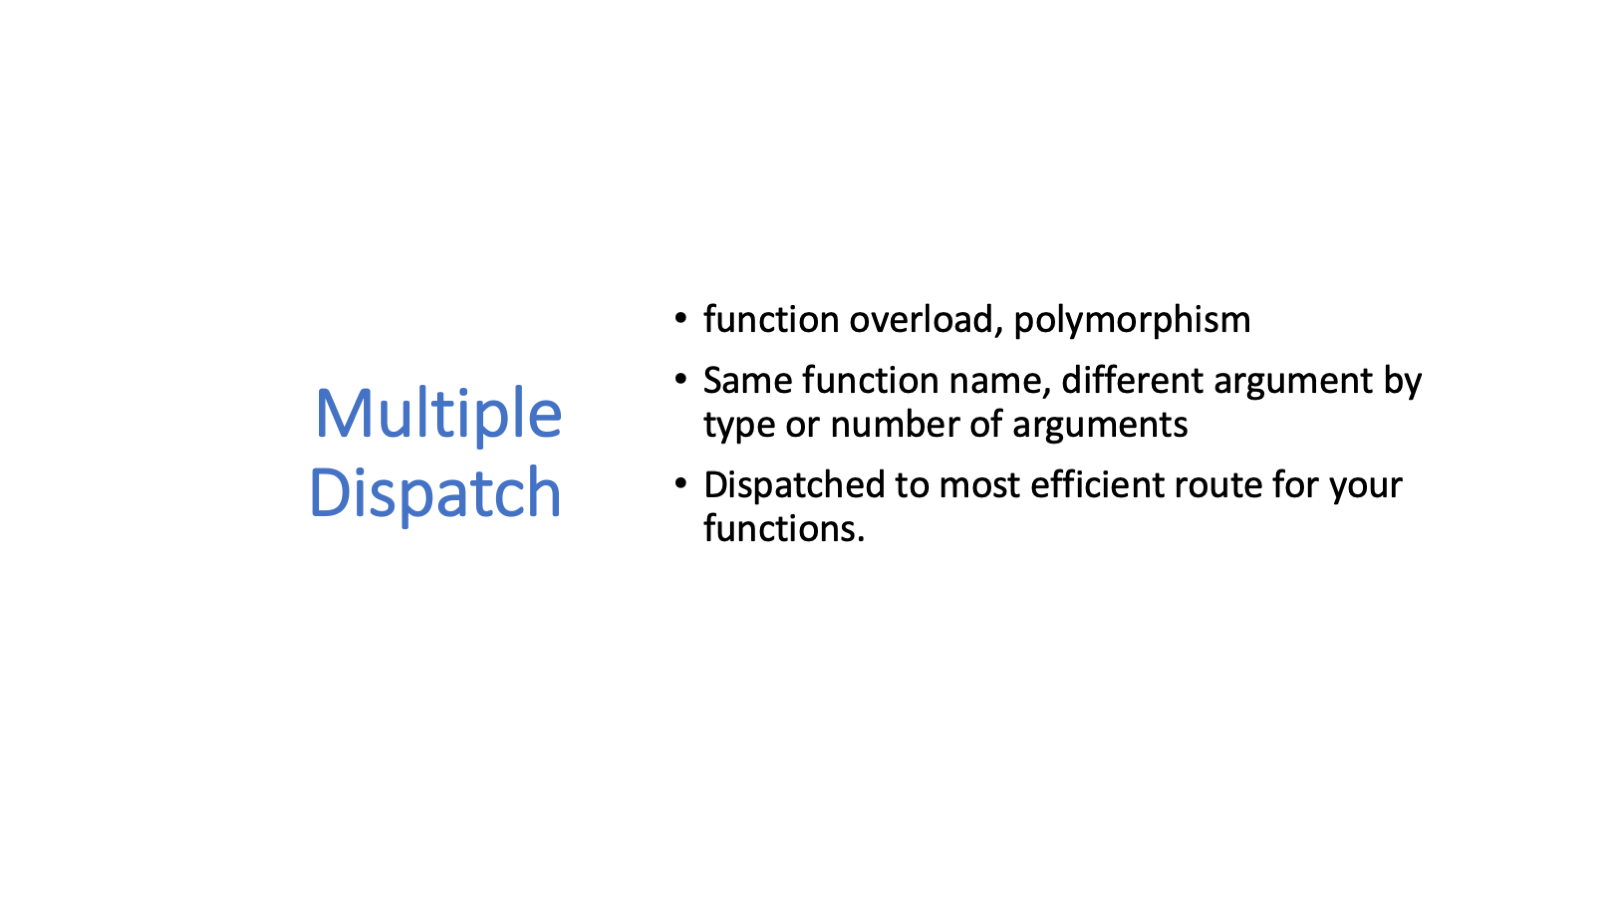 Multiple
Dispatch
• function overload, polymorphism
• Same function name, different argument by
type or number of arguments
• Dispatched to most efficient route for your
functions.